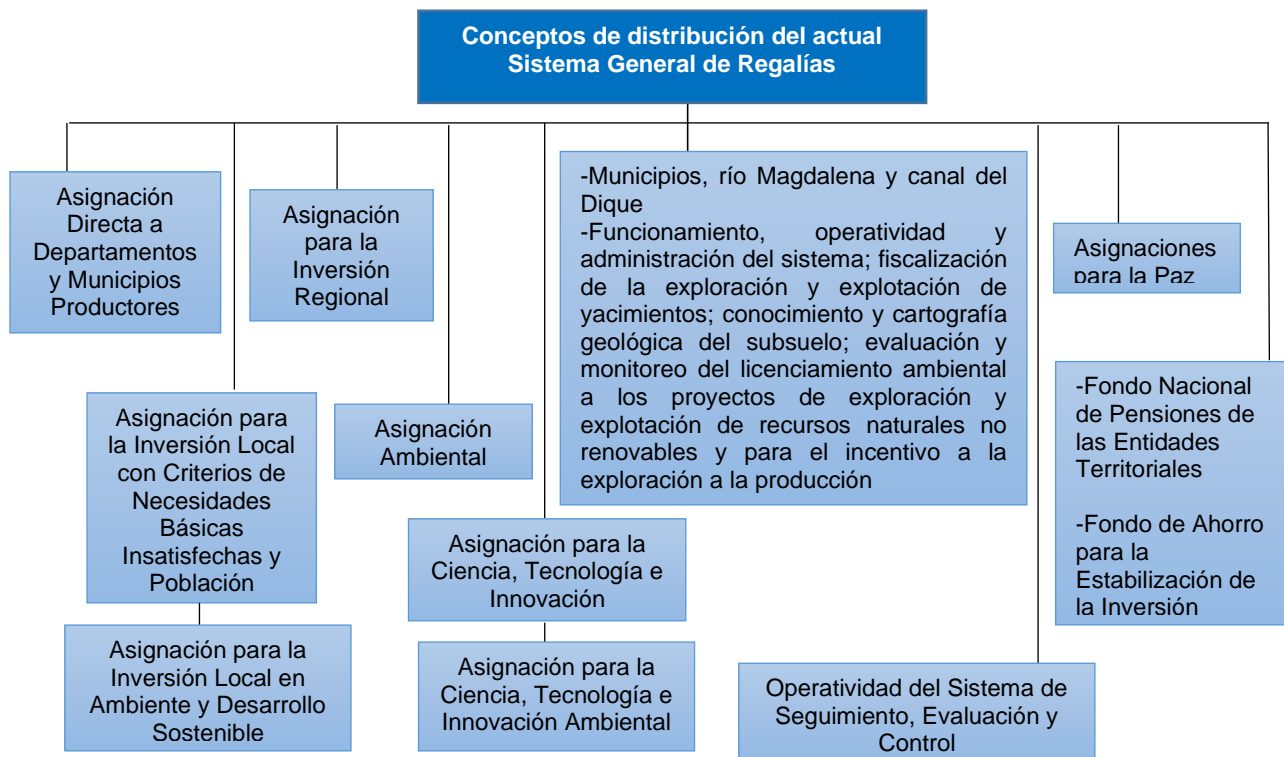 Conceptos de distribución del actual
Sistema General de Regalías
Asignación
Directa a
Departamentos
y Municipios
Productores
Asignación
para la
Inversión
Regional
-Municipios, río Magdalena y canal del
Dique
-Funcionamiento, operatividad y
administración del sistema; fiscalización
de la exploración y explotación de
yacimientos; conocimiento y cartografía
geológica del subsuelo; evaluación y
monitoreo del licenciamiento ambiental
a los proyectos de exploración y
explotación de recursos naturales no
renovables y para el incentivo a la
exploración a la producción
Asignaciones
para la Paz
Asignación para
la Inversión Local
con Criterios de
Necesidades
Básicas
Insatisfechas y
Población
Asignación
Ambiental
-Fondo Nacional
de Pensiones de
las Entidades
Territoriales
-Fondo de Ahorro
para la
Estabilización de
la Inversión
Asignación para la
Ciencia, Tecnología e
Innovación
Asignación para la
Inversión Local en
Ambiente y Desarrollo
Sostenible
Asignación para la
Ciencia, Tecnología e
Innovación Ambiental
Operatividad del Sistema de
Seguimiento, Evaluación y
Control